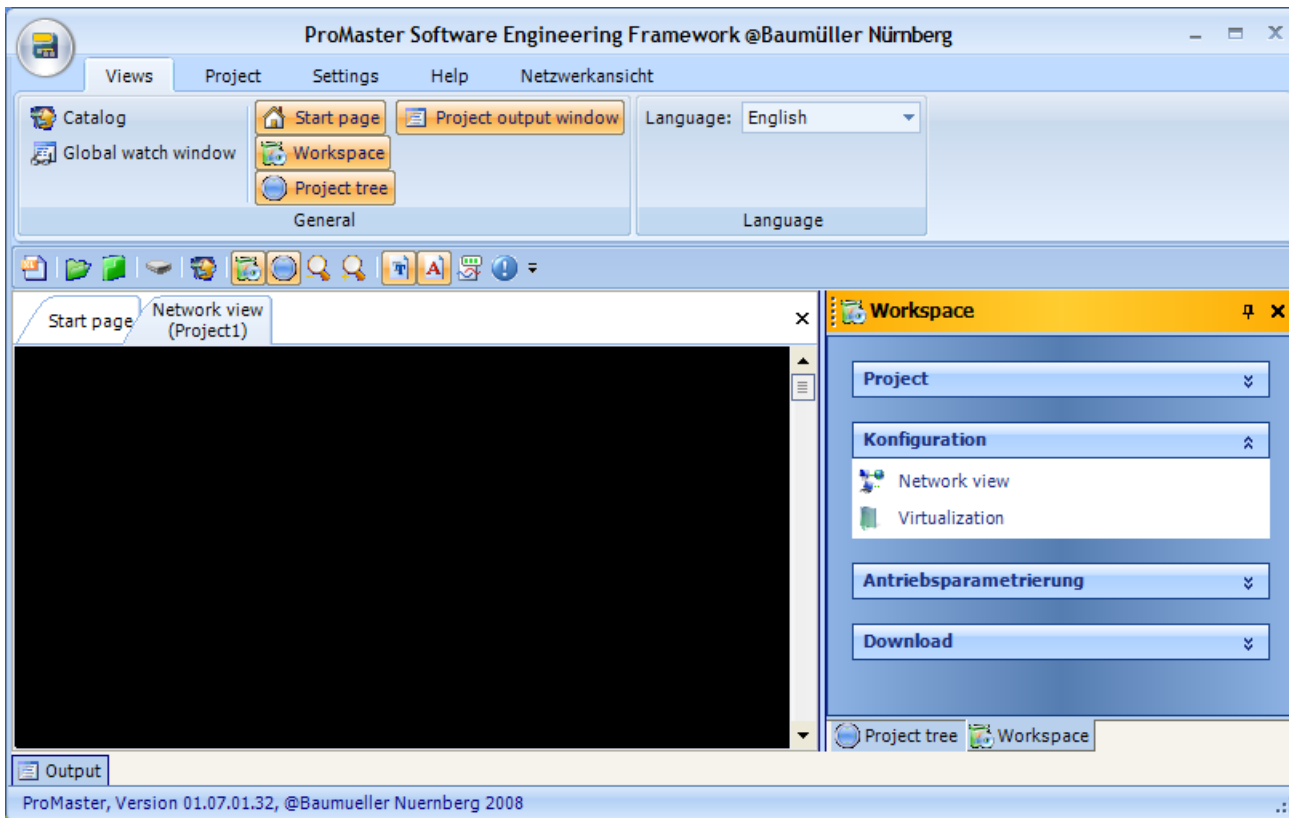 ProMaster Software Engineering Framework @Baumüller Nürnberg
Views Project Settings Help Netzwerkansicht
Catalog
Global watch window
Start page
Workspace
Project tree
Project output window
General
Language: English
Language
Start page
Network view
(Project1)
Workspace
Project
Konfiguration
Network view
Virtualization
Antriebsparametrierung
Download
Project tree Workspace
Output
ProMaster, Version 01.07.01.32, @Baumueller Nuernberg 2008